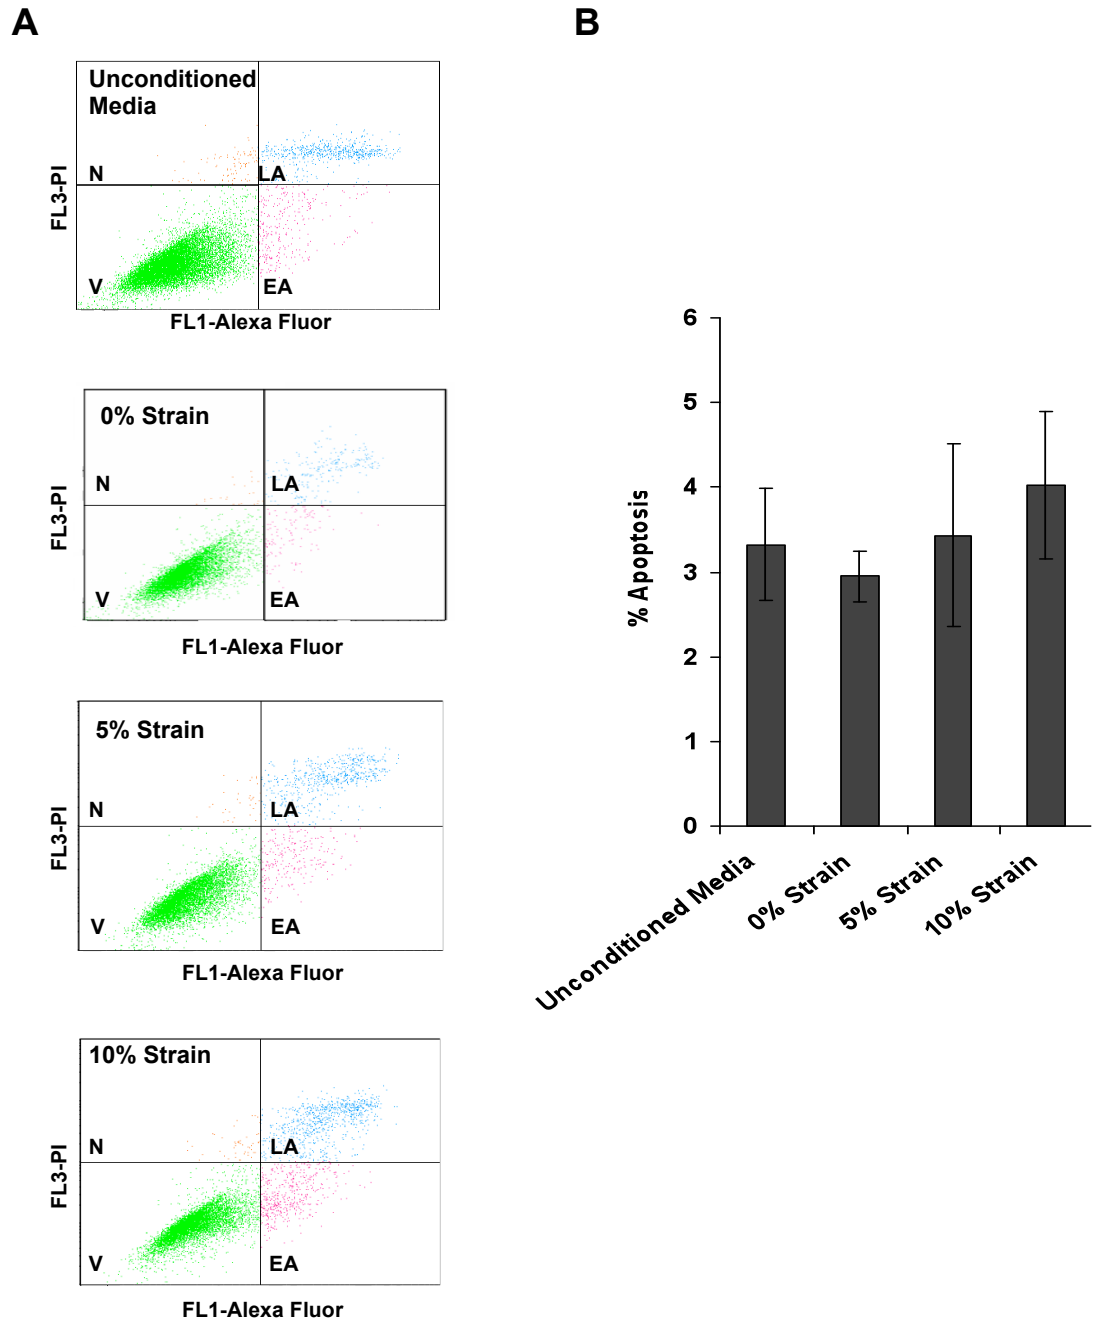 A
Unconditioned
Media
N
LA
V
EA
FL3-PI
FL1-Alexa Fluor
0% Strain
N
LA
V
EA
FL3-PI
FL1-Alexa Fluor
5% Strain
N
LA
V
EA
FL3-PI
FL1-Alexa Fluor
10% Strain
N
LA
V
EA
FL3-PI
FL1-Alexa Fluor
B
% Apoptosis
6
5
4
3
2
1
0
Unconditioned Media
0% Strain
5% Strain
10% Strain